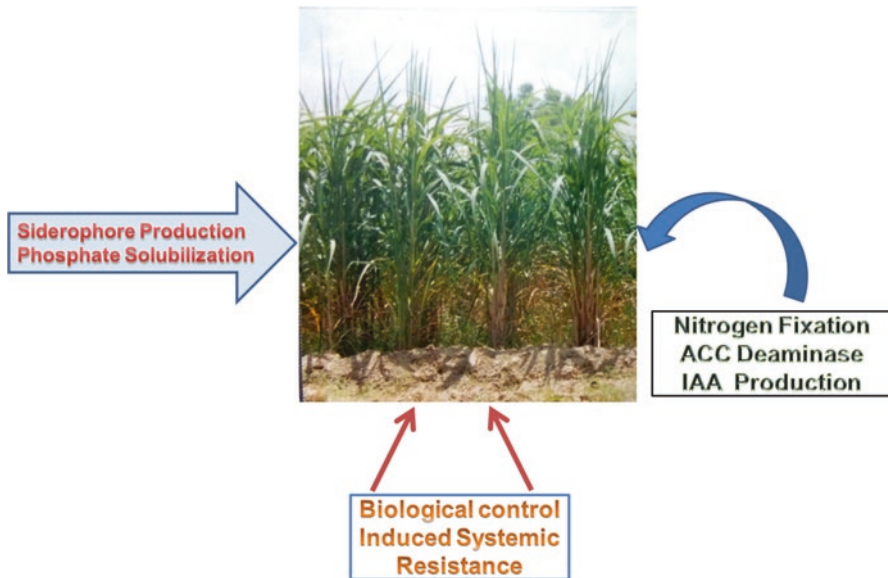 Siderophore Production
Phosphate Solubilization
Nitrogen Fixation
ACC Deaminase
IAA Production
Biological control
Induced Systemic
Resistance